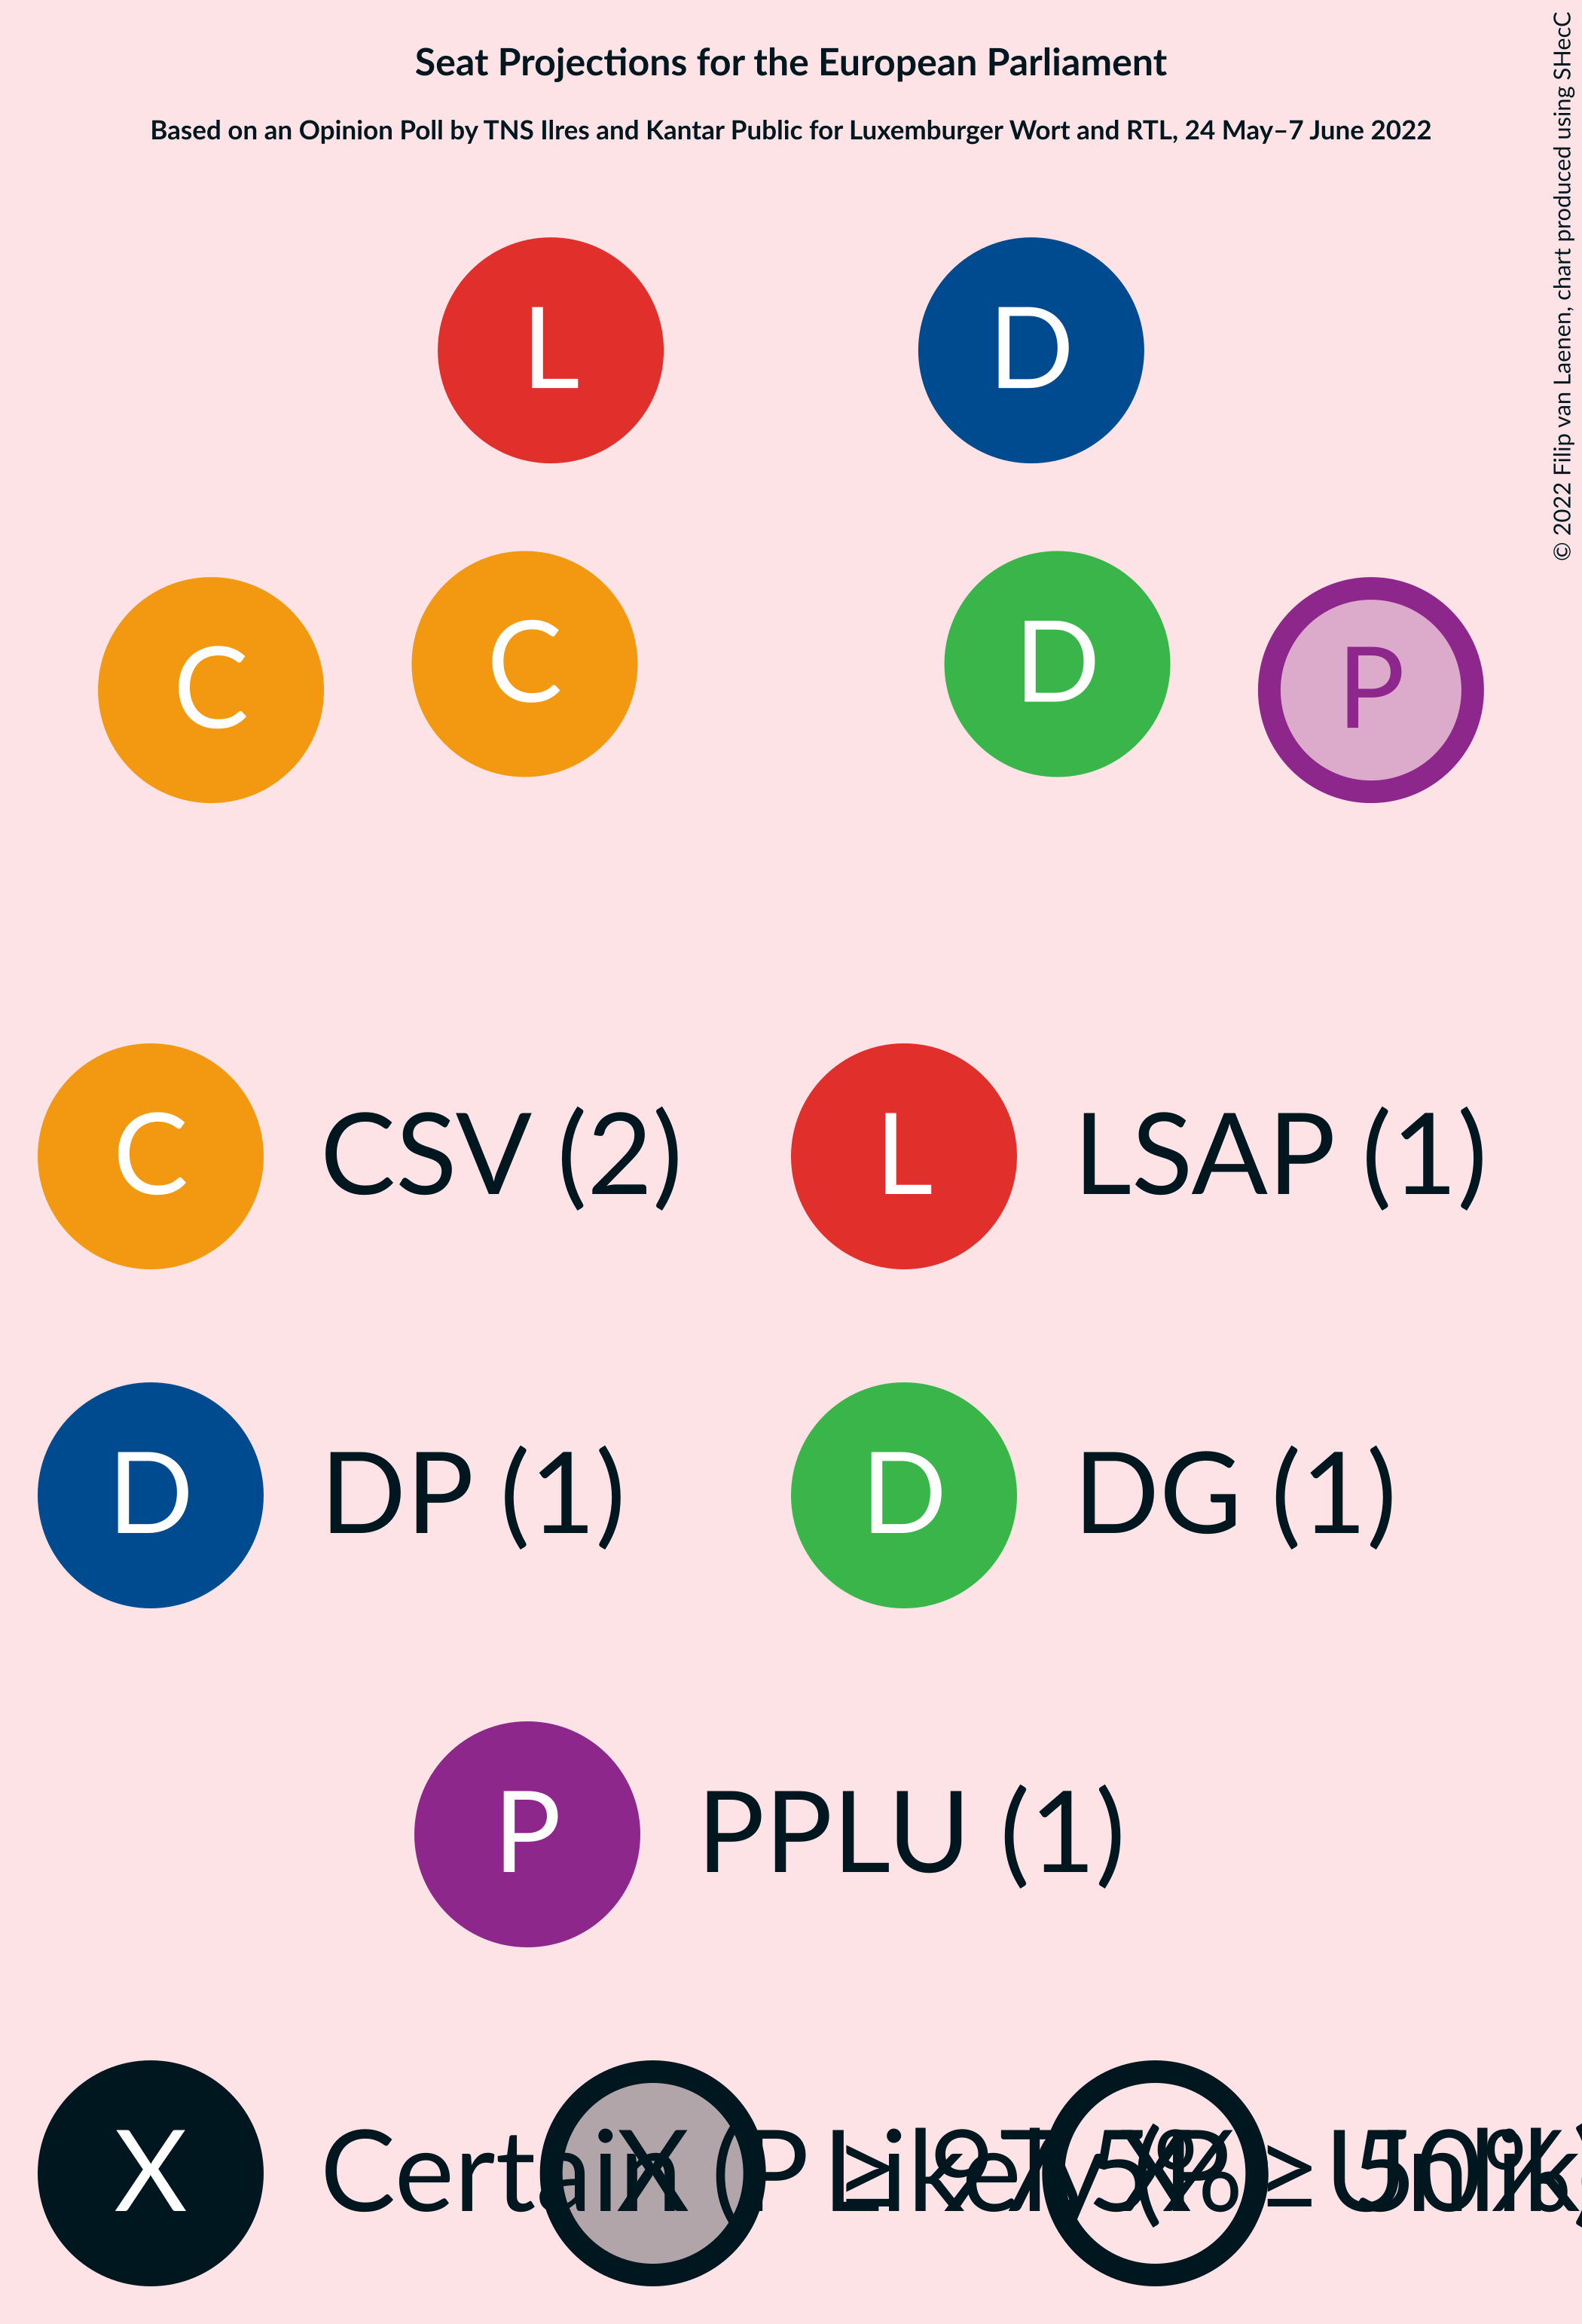 Seat Projections for the European Parliament
Based on an Opinion Poll by TNS Ilres and Kantar Public for Luxemburger Wort and RTL, 24 May–7 June 2022
© 2022 Filip van Laenen, chart produced using SHecC
L D
C C D P
C CSV (2) L LSAP (1)
D DP (1) D DG (1)
P PPLU (1)
X Certain (P ≥ 97.5%) X Likely (P ≥ 50%) X